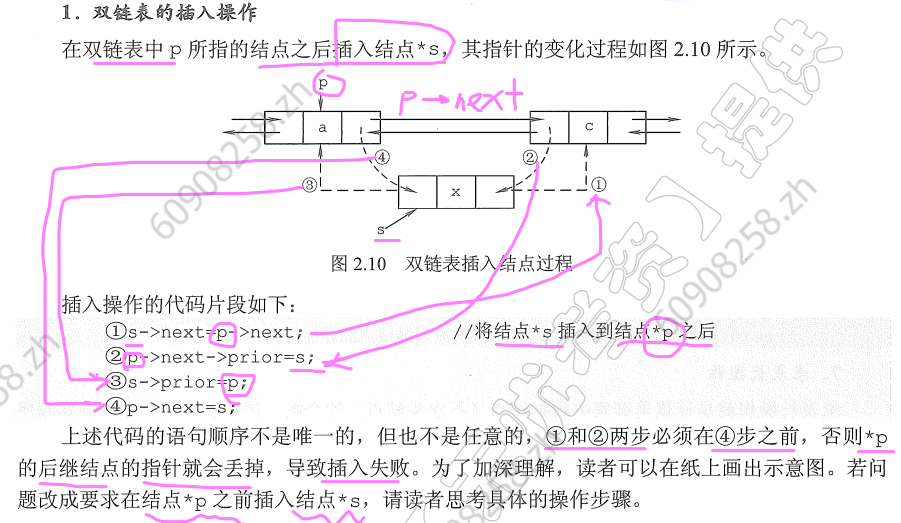 1. 双链表的插入操作
在双链表中 p 所指的结点之后插入结点*s，其指针的变化过程如图 2.10 所示。
p
p→next
a
c
④
②
③
x
①
s
图 2.10 双链表插入结点过程
插入操作的代码片段如下：
①s->next=p->next; //将结点*s 插入到结点*p 之后
②p->next->prior=s;
③s->prior=p;
④p->next=s;
上述代码的语句顺序不是唯一的，但也不是任意的，①和②两步必须在④步之前，否则*p
的后继结点的指针就会丢掉，导致插入失败。为了加深理解，读者可以在纸上画出示意图。若问
题改成要求在结点*p 之前插入结点*s，请读者思考具体的操作步骤。
60908258.zh
60908258.zh
提供